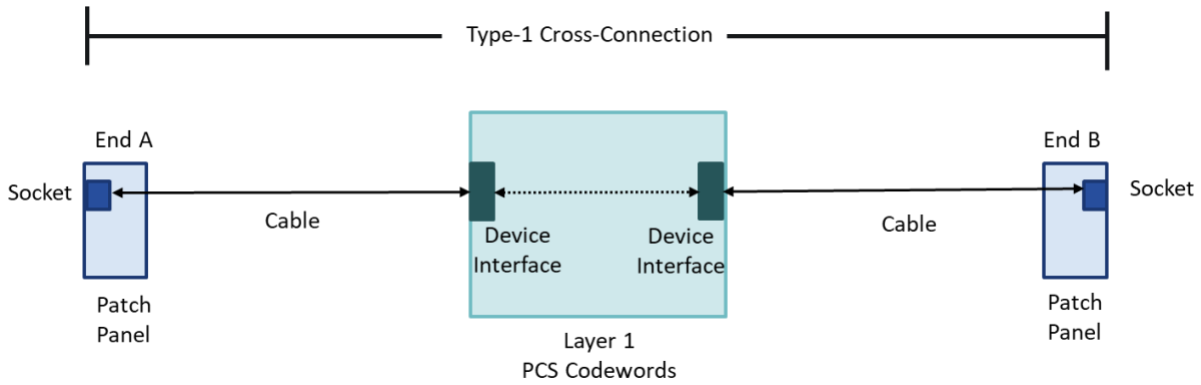 Type-1 Cross-Connection
End A
End B
Socket
Socket
Cable
Cable
Device
Interface
Device
Interface
Patch
Panel
Patch
Panel
Layer 1
PCS Codewords